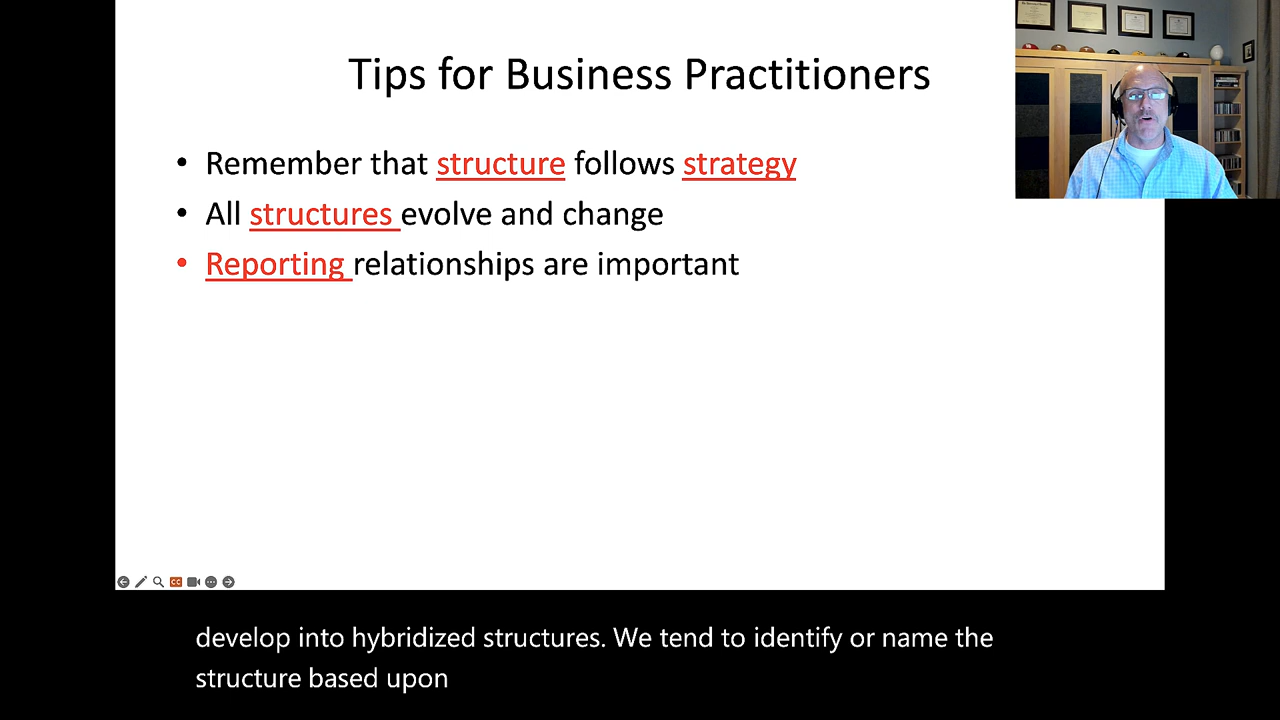 Tips for Business Practitioners
• Remember that structure follows strategy
• All structures evolve and change
• Reporting relationships are important
CC
develop into hybridized structures. We tend to identify or name the
structure based upon